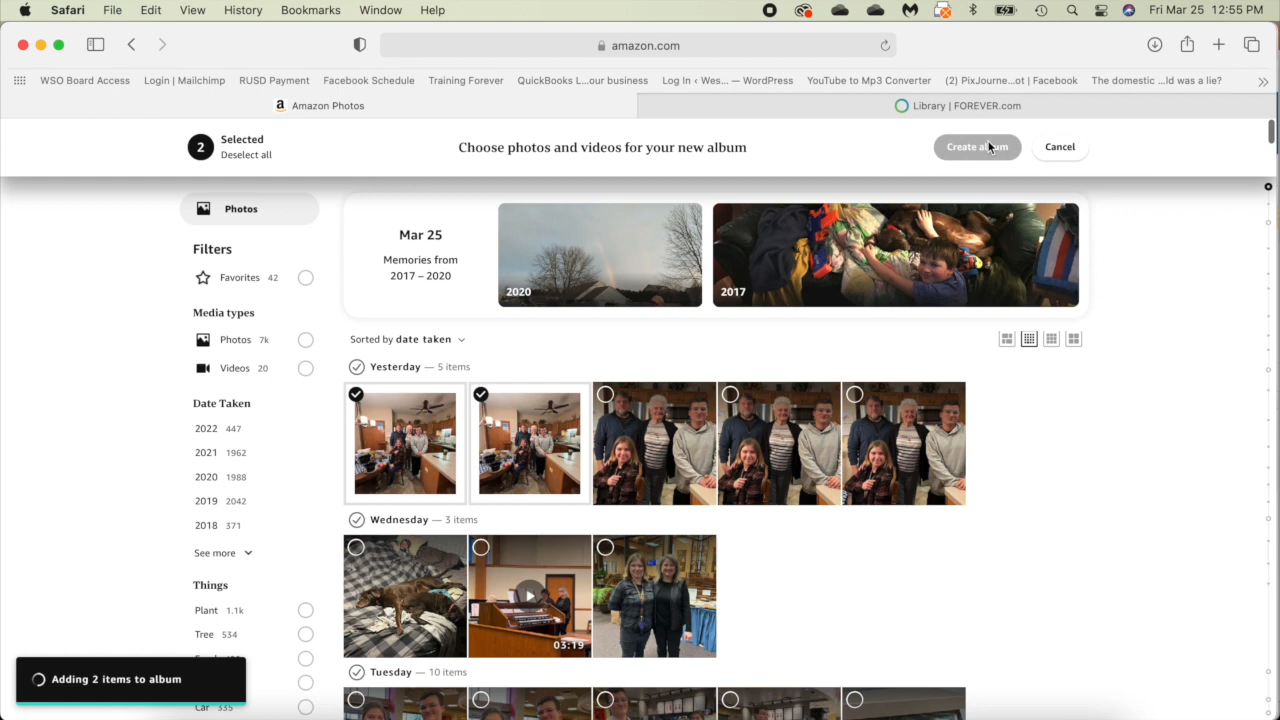 Safari File Edit View History Bookmarks Window Help Fri Mar 25 12:55 PM
amazon.com
WSO Board Access Login | Mailchimp RUSD Payment Facebook Schedule Training Forever QuickBooks L...our business Log In ‹ Wes... — WordPress YouTube to Mp3 Converter (2) PixJourne...ot | Facebook The domestic ...ld was a lie?
a Amazon Photos Library | FOREVER.com
2 Selected
Deselect all
Choose photos and videos for your new album
Create album Cancel
Photos
Filters
Favorites 42
Media types
Photos 7k
Videos 20
Date Taken
2022 447
2021 1962
2020 1988
2019 2042
2018 371
See more
Things
Plant 1.1k
Tree 534
Car 335
Adding 2 items to album
Mar 25
Memories from
2017 – 2020
2020
2017
Sorted by date taken
Yesterday — 5 items
Wednesday — 3 items
03:19
Tuesday — 10 items